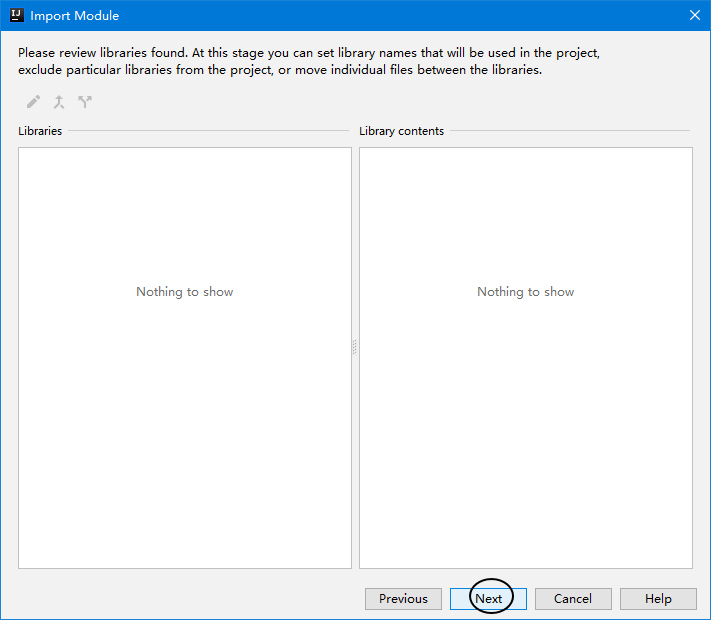 IJ Import Module
Please review libraries found. At this stage you can set library names that will be used in the project,
exclude particular libraries from the project, or move individual files between the libraries.
Libraries
Library contents
Nothing to show
Nothing to show
Previous
Next
Cancel
Help